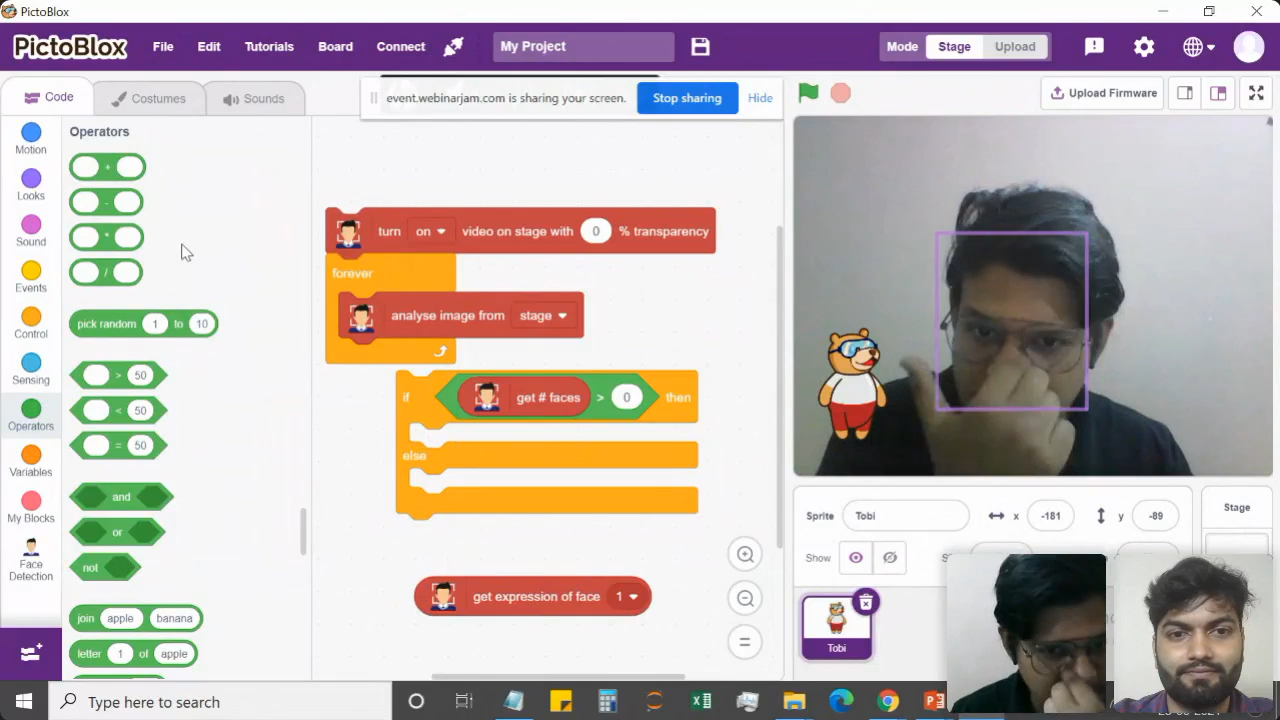 PictoBlox
PictoBlox File Edit Tutorials Board Connect My Project Mode Stage Upload
Code Costumes Sounds
event.webinarjam.com is sharing your screen. Stop sharing Hide
Upload Firmware
Motion
Looks
Sound
Events
Control
Sensing
Operators
Variables
My Blocks
Face
Detection
Operators
+
-
*
/
pick random 1 to 10
> 50
< 50
= 50
and
or
not
join apple banana
letter 1 of apple
turn on video on stage with 0 % transparency
forever
analyse image from stage
if get # faces > 0 then
else
get expression of face 1
Sprite Tobi x -181 y -89
Show
Tobi
Stage
Type here to search